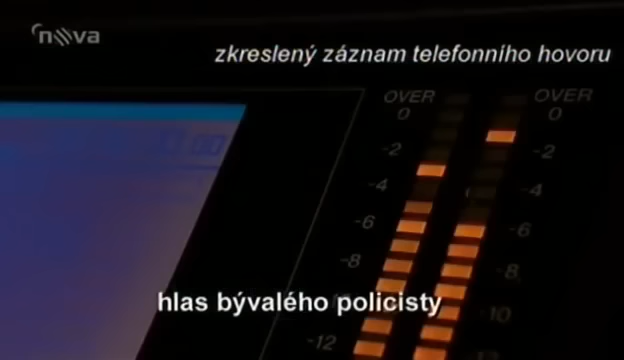 nova
zkreslený záznam telefonního hovoru
OVER OVER
0 0
-2 -2
-4 -4
-6 -6
-8 -8
-10
-12
hlas bývalého policisty